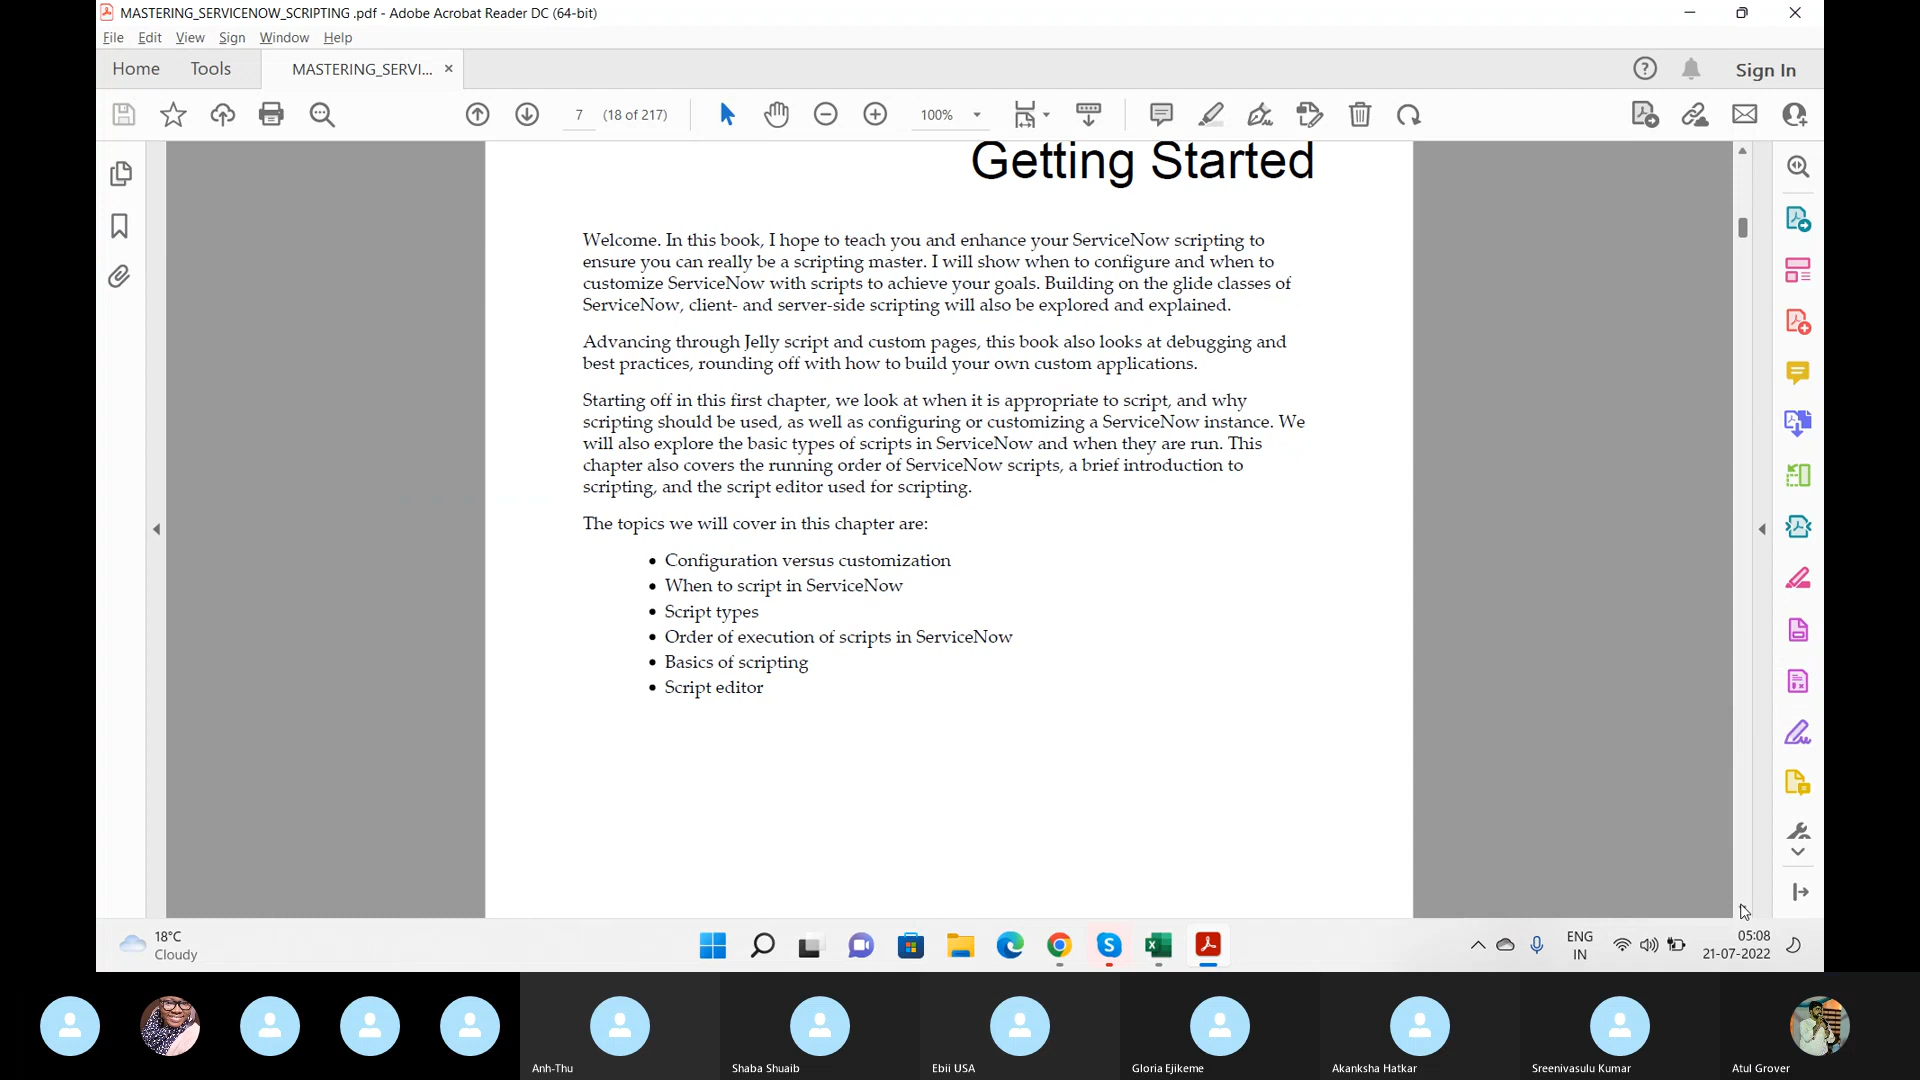 MASTERING_SERVICENOW_SCRIPTING .pdf - Adobe Acrobat Reader DC (64-bit)
File Edit View Sign Window Help
Home Tools MASTERING_SERVI... × Sign In
7 (18 of 217) 100%
Getting Started
Welcome. In this book, I hope to teach you and enhance your ServiceNow scripting to
ensure you can really be a scripting master. I will show when to configure and when to
customize ServiceNow with scripts to achieve your goals. Building on the glide classes of
ServiceNow, client- and server-side scripting will also be explored and explained.
Advancing through Jelly script and custom pages, this book also looks at debugging and
best practices, rounding off with how to build your own custom applications.
Starting off in this first chapter, we look at when it is appropriate to script, and why
scripting should be used, as well as configuring or customizing a ServiceNow instance. We
will also explore the basic types of scripts in ServiceNow and when they are run. This
chapter also covers the running order of ServiceNow scripts, a brief introduction to
scripting, and the script editor used for scripting.
The topics we will cover in this chapter are:
• Configuration versus customization
• When to script in ServiceNow
• Script types
• Order of execution of scripts in ServiceNow
• Basics of scripting
• Script editor
18°C
Cloudy
ENG
IN
05:08
21-07-2022
Anh-Thu Shaba Shuaib Ebii USA Gloria Ejikeme Akanksha Hatkar Sreenivasulu Kumar Atul Grover